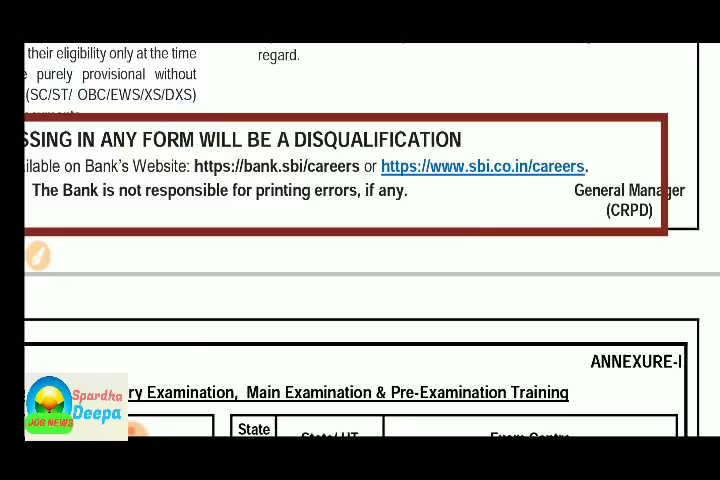 their eligibility only at the time
purely provisional without
(SC/ST/ OBC/EWS/XS/DXS)
regard.
SSING IN ANY FORM WILL BE A DISQUALIFICATION
ilable on Bank's Website: https://bank.sbi/careers or https://www.sbi.co.in/careers.
The Bank is not responsible for printing errors, if any.
General Manager
(CRPD)
ANNEXURE-I
ry Examination, Main Examination & Pre-Examination Training
State
Spardha
Deepa
JOB NEWS